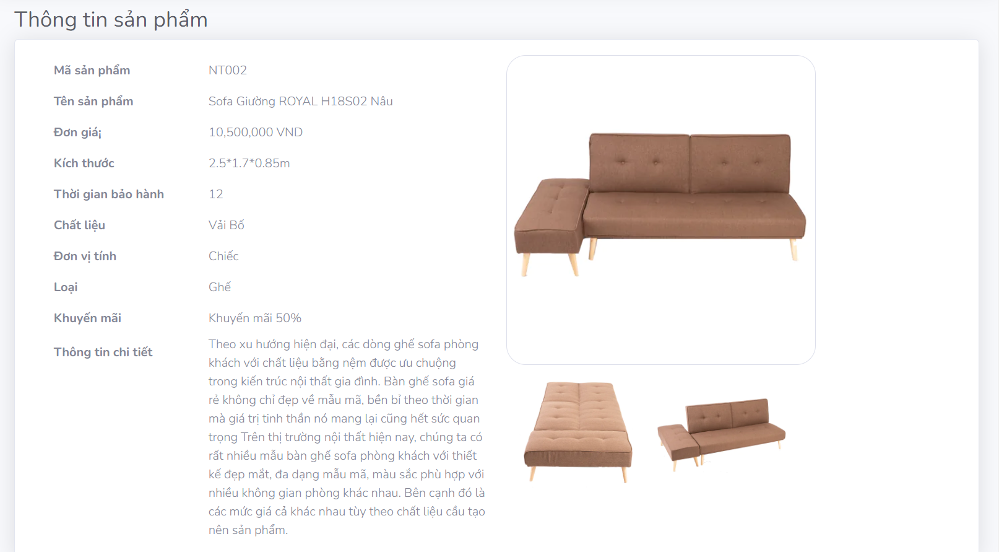 Thông tin sản phẩm
Mã sản phẩm NT002
Tên sản phẩm Sofa Giường ROYAL H18S02 Nâu
Đơn giá¡ 10,500,000 VND
Kích thước 2.5*1.7*0.85m
Thời gian bảo hành 12
Chất liệu Vải Bố
Đơn vị tính Chiếc
Loại Ghế
Khuyến mãi Khuyến mãi 50%
Thông tin chi tiết
Theo xu hướng hiện đại, các dòng ghế sofa phòng
khách với chất liệu bằng nệm được ưu chuộng
trong kiến trúc nội thất gia đình. Bàn ghế sofa giá
rẻ không chỉ đẹp về mẫu mã, bền bỉ theo thời gian
mà giá trị tinh thần nó mang lại cũng hết sức quan
trọng Trên thị trường nội thất hiện nay, chúng ta có
rất nhiều mẫu bàn ghế sofa phòng khách với thiết
kế đẹp mắt, đa dạng mẫu mã, màu sắc phù hợp với
nhiều không gian phòng khác nhau. Bên cạnh đó là
các mức giá cả khác nhau tùy theo chất liệu cầu tạo
nên sản phẩm.